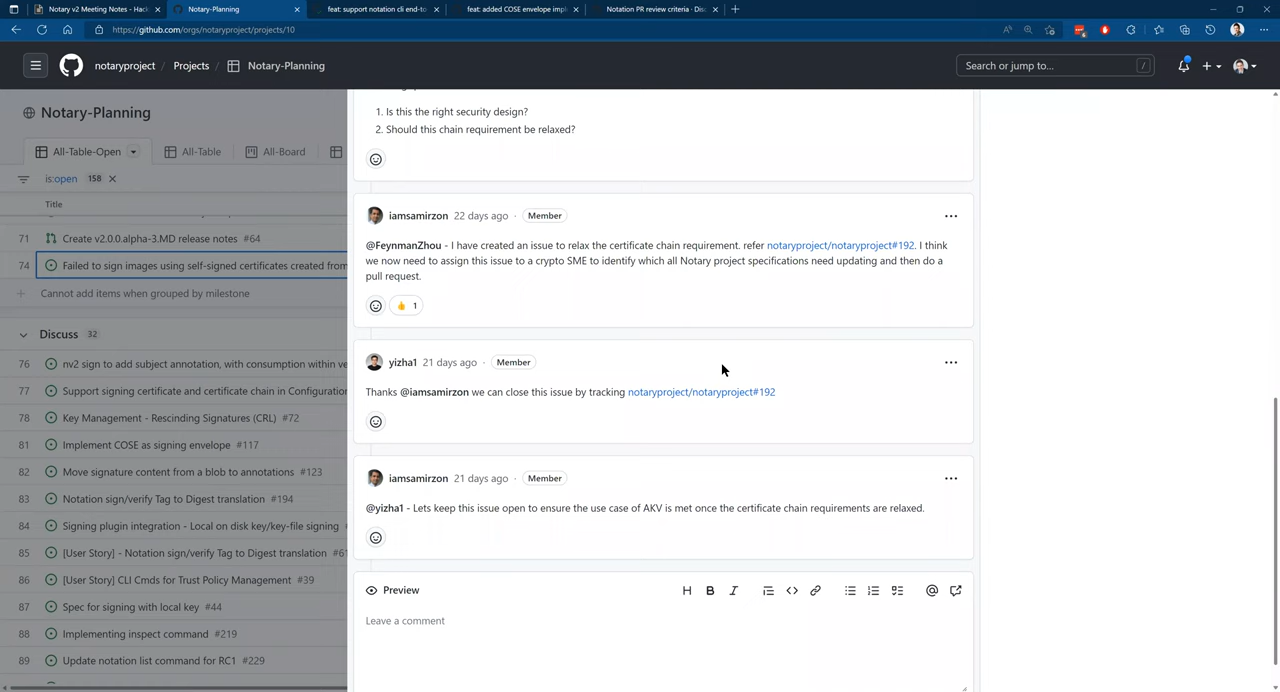 Notary v2 Meeting Notes - Hack
Notary-Planning
feat: support notation cli end-to
feat: added COSE envelope impl
Notation PR review criteria · Disc
https://github.com/orgs/notaryproject/projects/10
notaryproject / Projects / Notary-Planning
Search or jump to... /
Notary-Planning
All-Table-Open
All-Table
All-Board
is:open 158
Title
71 Create v2.0.0.alpha-3.MD release notes #64
74 Failed to sign images using self-signed certificates created from
Cannot add items when grouped by milestone
Discuss 32
76 nv2 sign to add subject annotation, with consumption within ve
77 Support signing certificate and certificate chain in Configuration
78 Key Management - Rescinding Signatures (CRL) #72
81 Implement COSE as signing envelope #117
82 Move signature content from a blob to annotations #123
83 Notation sign/verify Tag to Digest translation #194
84 Signing plugin integration - Local on disk key/key-file signing
85 [User Story] - Notation sign/verify Tag to Digest translation #61
86 [User Story] CLI Cmds for Trust Policy Management #39
87 Spec for signing with local key #44
88 Implementing inspect command #219
89 Update notation list command for RC1 #229
1. Is this the right security design?
2. Should this chain requirement be relaxed?
iamsamirzon 22 days ago · Member
@FeynmanZhou - I have created an issue to relax the certificate chain requirement. refer notaryproject/notaryproject#192. I think
we now need to assign this issue to a crypto SME to identify which all Notary project specifications need updating and then do a
pull request.
👍 1
yizha1 21 days ago · Member
Thanks @iamsamirzon we can close this issue by tracking notaryproject/notaryproject#192
iamsamirzon 21 days ago · Member
@yizha1 - Lets keep this issue open to ensure the use case of AKV is met once the certificate chain requirements are relaxed.
Preview
Leave a comment